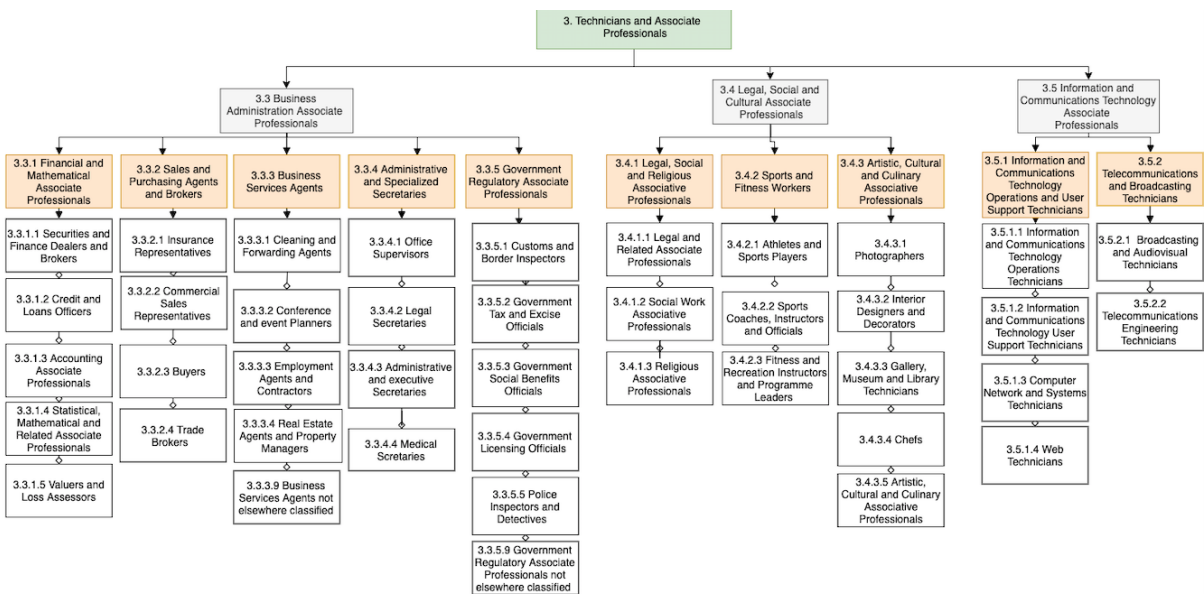 3. Technicians and Associate
Professionals
3.3 Business
Administration Associate
Professionals
3.4 Legal, Social and
Cultural Associate
Professionals
3.5 Information and
Communications Technology
Associate
Professionals
3.3.1 Financial and
Mathematical
Associate
Professionals
3.3.2 Sales and
Purchasing Agents
and Brokers
3.3.3 Business
Services Agents
3.3.4 Administrative
and Specialized
Secretaries
3.3.5 Government
Regulatory Associate
Professionals
3.4.1 Legal, Social
and Religious
Associative
Professionals
3.4.2 Sports and
Fitness Workers
3.4.3 Artistic, Cultural
and Culinary
Associative
Professionals
3.5.1 Information and
Communications
Technology
Operations and User
Support Technicians
3.5.2
Telecommunications
and Broadcasting
Technicians
3.3.1.1 Securities and
Finance Dealers and
Brokers
3.3.1.2 Credit and
Loans Officers
3.3.1.3 Accounting
Associate
Professionals
3.3.1.4 Statistical,
Mathematical and
Related Associate
Professionals
3.3.1.5 Valuers and
Loss Assessors
3.3.2.1 Insurance
Representatives
3.3.2.2 Commercial
Sales
Representatives
3.3.2.3 Buyers
3.3.2.4 Trade
Brokers
3.3.3.1 Cleaning and
Forwarding Agents
3.3.3.2 Conference
and event Planners
3.3.3.3 Employment
Agents and
Contractors
3.3.3.4 Real Estate
Agents and Property
Managers
3.3.3.9 Business
Services Agents not
elsewhere classified
3.3.4.1 Office
Supervisors
3.3.4.2 Legal
Secretaries
3.3.4.3 Administrative
and executive
Secretaries
3.3.4.4 Medical
Scretaries
3.3.5.1 Customs and
Border Inspectors
3.3.5.2 Government
Tax and Excise
Officials
3.3.5.3 Government
Social Benefits
Officials
3.3.5.4 Government
Licensing Officials
3.3.5.5 Police
Inspectors and
Detectives
3.3.5.9 Government
Regulatory Associate
Professionals not
elsewhere classified
3.4.1.1 Legal and
Related Associate
Professionals
3.4.1.2 Social Work
Associative
Professionals
3.4.1.3 Religious
Associative
Professionals
3.4.2.1 Athletes and
Sports Players
3.4.2.2 Sports
Coaches, Instructors
and Officials
3.4.2.3 Fitness and
Recreation Instructors
and Programme
Leaders
3.4.3.1
Photographers
3.4.3.2 Interior
Designers and
Decorators
3.4.3.3 Gallery,
Museum and Library
Technicians
3.4.3.4 Chefs
3.4.3.5 Artistic,
Cultural and Culinary
Associative
Professionals
3.5.1.1 Information
and Communications
Technology
Operations
Technicians
3.5.1.2 Information
and Communications
Technology User
Support Technicians
3.5.1.3 Computer
Network and Systems
Technicians
3.5.1.4 Web
Technicians
3.5.2.1 Broadcasting
and Audiovisual
Technicians
3.5.2.2
Telecommunications
Engineering
Technicians